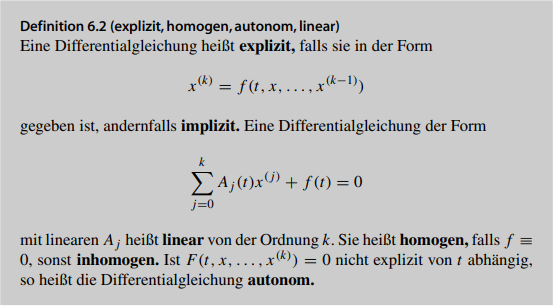 Definition 6.2 (explizit, homogen, autonom, linear)
Eine Differentialgleichung heißt explizit, falls sie in der Form
x^{(k)} = f(t, x, . . . , x^{(k−1)})
gegeben ist, andernfalls implizit. Eine Differentialgleichung der Form
\sum_{j=0}^{k} A_j(t)x^{(j)} + f(t) = 0
mit linearen A_j heißt linear von der Ordnung k. Sie heißt homogen, falls f ≡
0, sonst inhomogen. Ist F(t, x, . . . , x^{(k)}) = 0 nicht explizit von t abhängig,
so heißt die Differentialgleichung autonom.